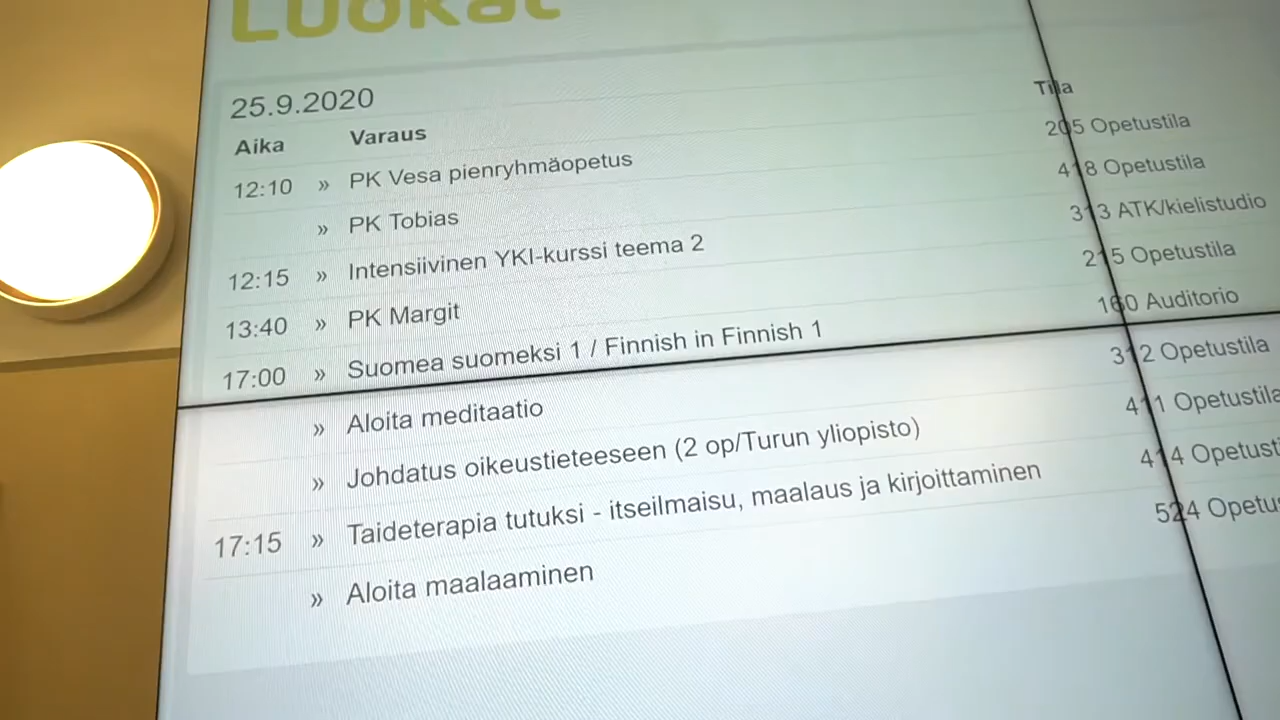 Luokat
25.9.2020
Aika Varaus Tila
12:10 » PK Vesa pienryhmäopetus 205 Opetustila
» PK Tobias 418 Opetustila
12:15 » Intensiivinen YKI-kurssi teema 2 313 ATK/kielistudio
13:40 » PK Margit 215 Opetustila
17:00 » Suomea suomeksi 1 / Finnish in Finnish 1 160 Auditorio
» Aloita meditaatio 312 Opetustila
» Johdatus oikeustieteeseen (2 op/Turun yliopisto) 411 Opetustila
17:15 » Taideterapia tutuksi - itseilmaisu, maalaus ja kirjoittaminen 414 Opetusti
» Aloita maalaaminen 524 Opetu